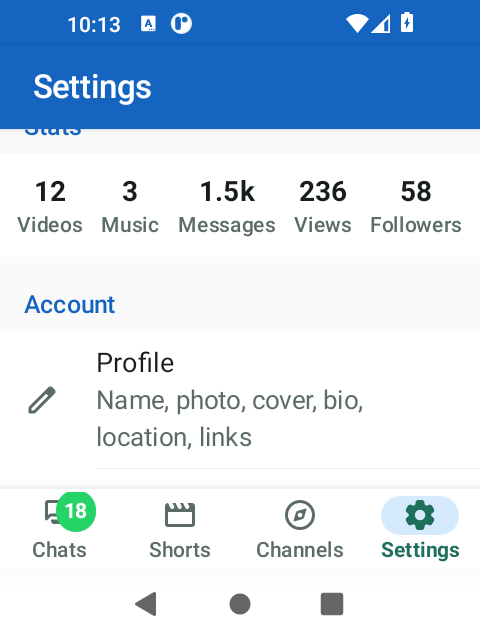 10:13
Settings
Stats
12 3 1.5k 236 58
Videos Music Messages Views Followers
Account
Profile
Name, photo, cover, bio,
location, links
18
Chats Shorts Channels Settings